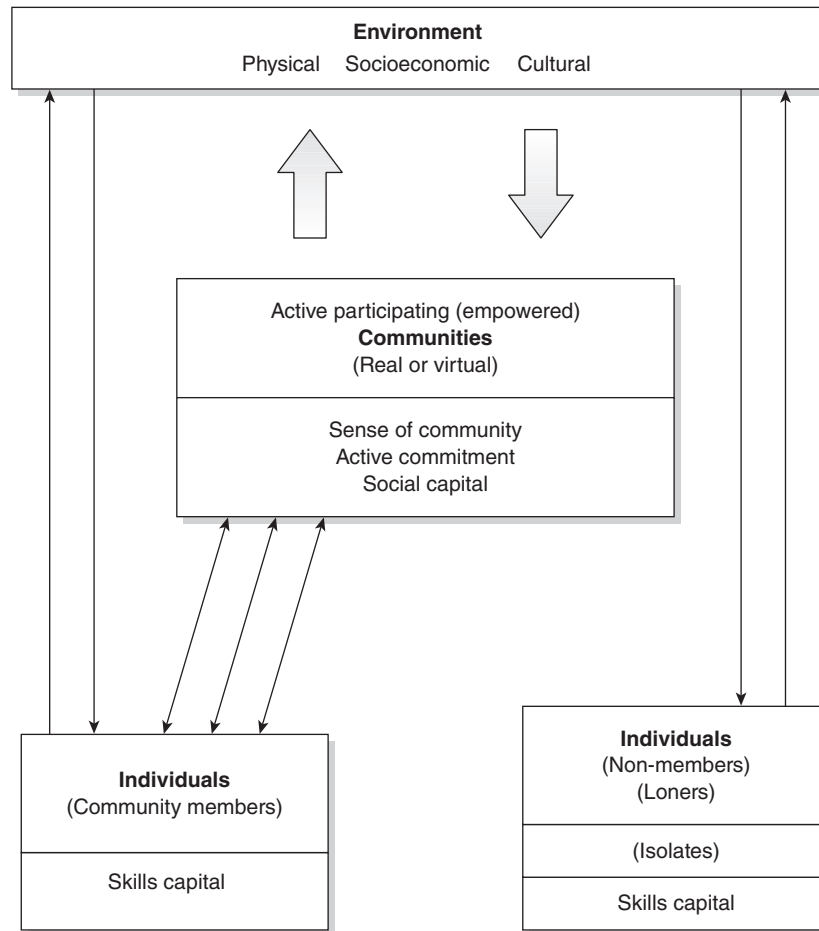 Environment
Physical Socioeconomic Cultural
Active participating (empowered)
Communities
(Real or virtual)
Sense of community
Active commitment
Social capital
Individuals
(Community members)
Skills capital
Individuals
(Non-members)
(Loners)
(Isolates)
Skills capital